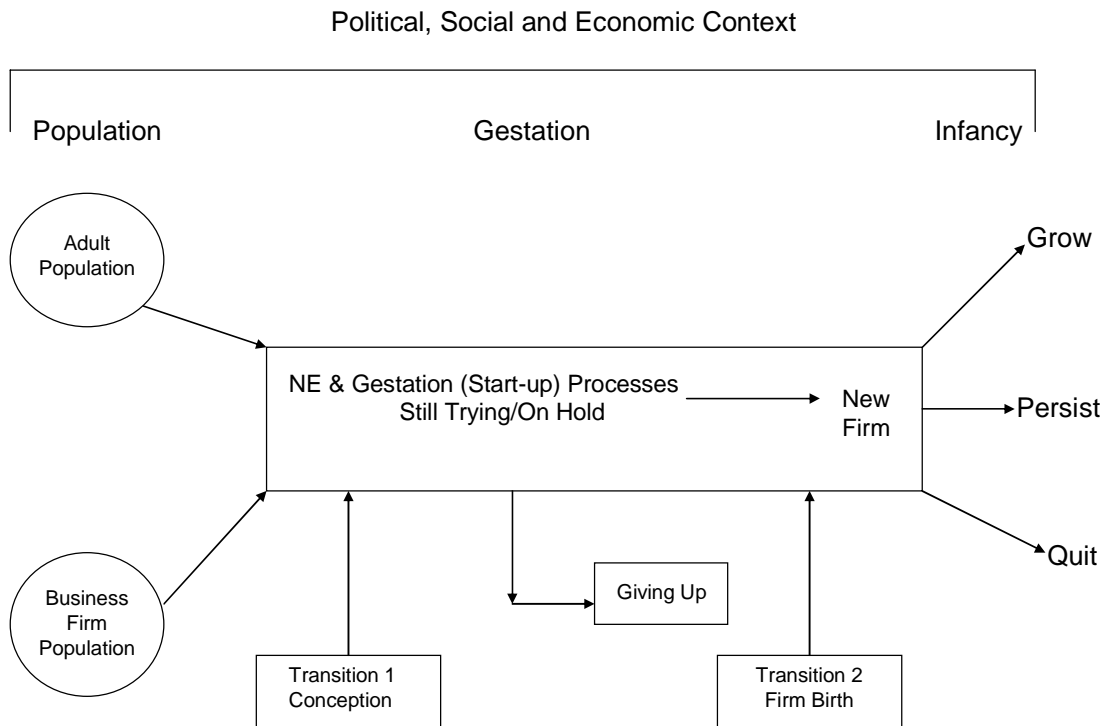 Political, Social and Economic Context
Population
Gestation
Infancy
Adult
Population
Grow
NE & Gestation (Start-up) Processes
Still Trying/On Hold
New
Firm
Persist
Business
Firm
Population
Giving Up
Quit
Transition 1
Conception
Transition 2
Firm Birth